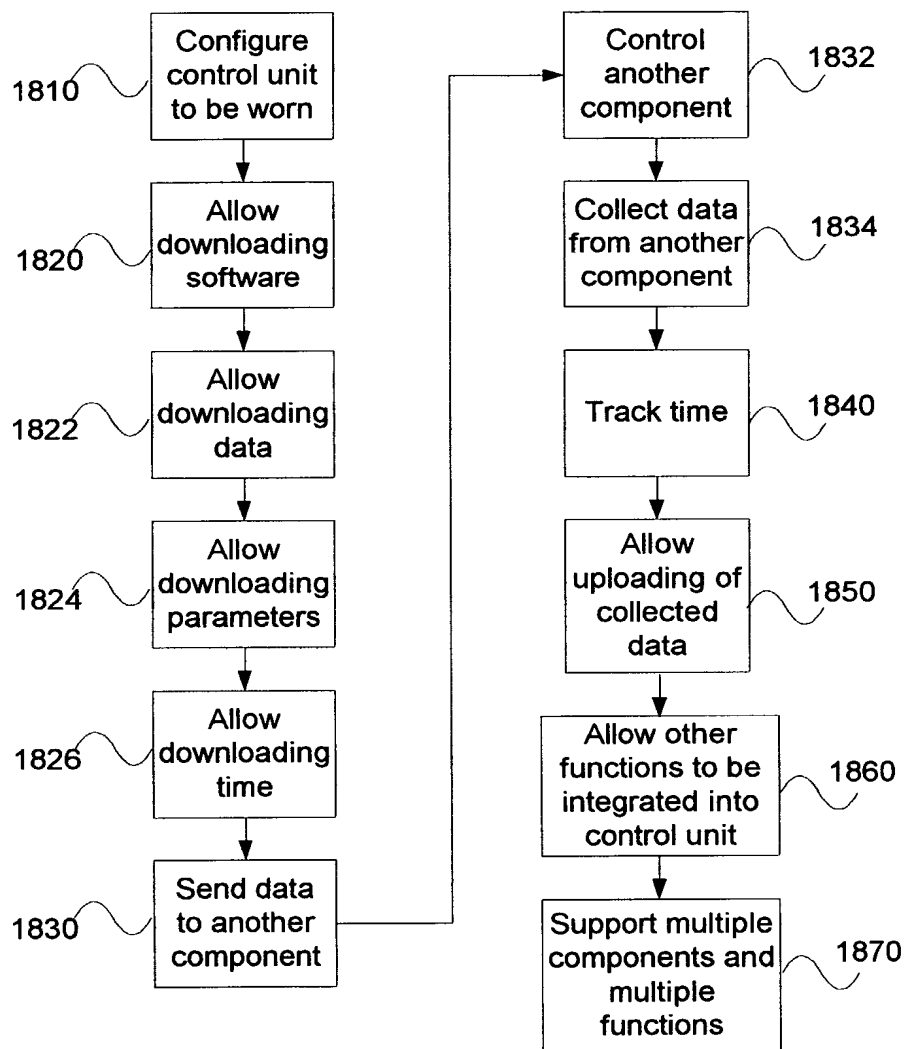 Configure
control unit
to be worn
1810
Allow
downloading
software
1820
Allow
downloading
data
1822
Allow
downloading
parameters
1824
Allow
downloading
time
1826
Send data
to another
component
1830
Control
another
component
1832
Collect data
from another
component
1834
Track time
1840
Allow
uploading of
collected
data
1850
Allow other
functions to be
integrated into
control unit
1860
Support multiple
components and
multiple
functions
1870